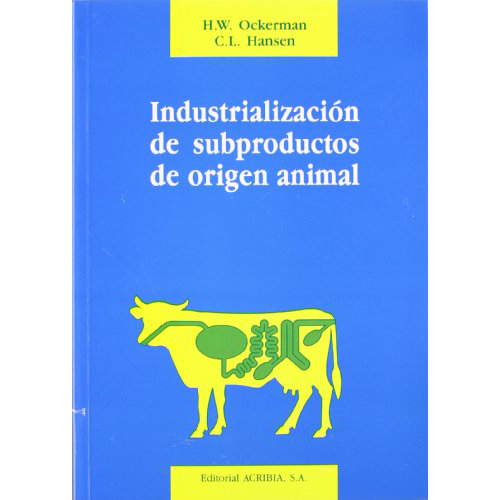 H.W. Ockerman
C.L. Hansen
Industrialización
de subproductos
de origen animal
Editorial ACRIBIA, S.A.